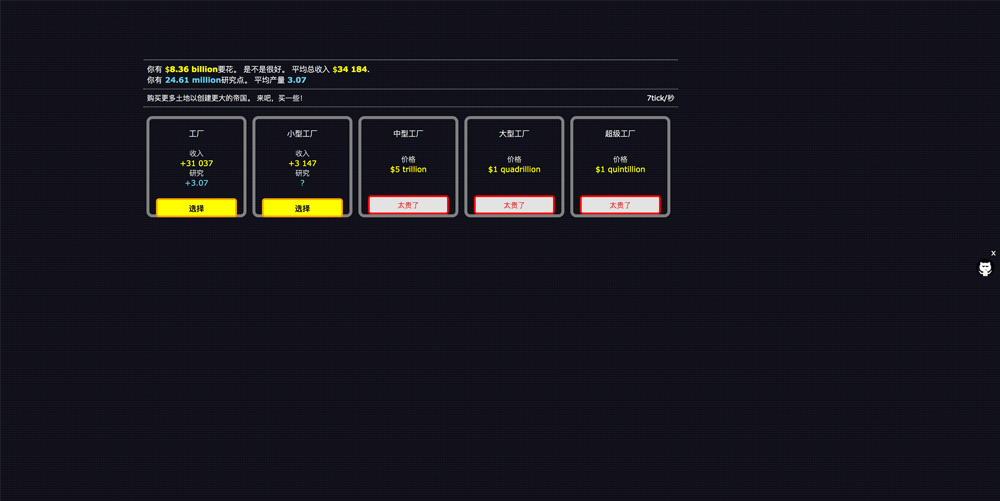 你有 $8.36 billion要花。 是不是很好。 平均总收入 $34 184.
你有 24.61 million研究点。 平均产量 3.07
购买更多土地以创建更大的帝国。 来吧，买一些！ 7tick/秒
工厂
收入
+31 037
研究
+3.07
选择
小型工厂
收入
+3 147
研究
?
选择
中型工厂
价格
$5 trillion
太贵了
大型工厂
价格
$1 quadrillion
太贵了
超级工厂
价格
$1 quintillion
太贵了
x